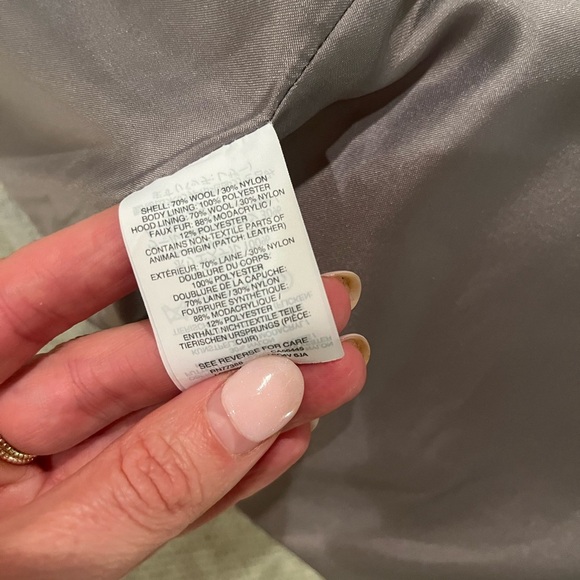 SHELL: 70% WOOL / 30% NYLON
BODY LINING: 100% POLYESTER
HOOD LINING: 70% WOOL / 30% NYLON
FAUX FUR: 88% MODACRYLIC /
12% POLYESTER
CONTAINS NON-TEXTILE PARTS OF
ANIMAL ORIGIN (PATCH: LEATHER)
EXTÉRIEUR: 70% LAINE / 30% NYLON
DOUBLURE DU CORPS:
100% POLYESTER
DOUBLURE DE LA CAPUCHE:
70% LAINE / 30% NYLON
FOURRURE SYNTHÉTIQUE:
88% MODACRYLIQUE /
12% POLYESTER
ENTHÄLT NICHTTEXTILE TEILE
TIERISCHEN URSPRUNGS (PIÈCE:
CUIR)
SEE REVERSE FOR CARE
RN77388